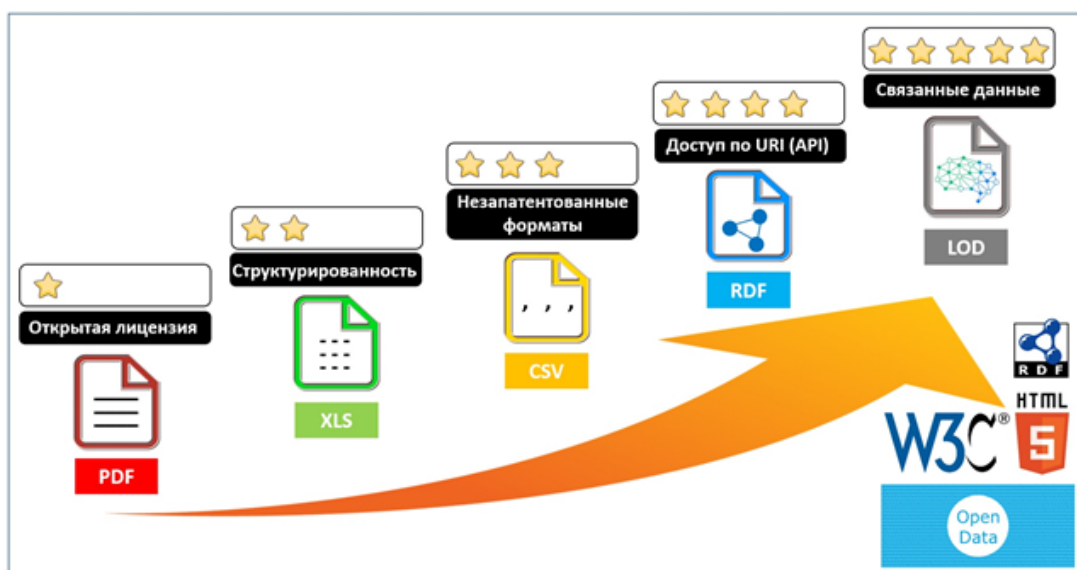 Открытая лицензия
PDF
Структурированность
XLS
Незапатентованные
форматы
, , ,
CSV
Доступ по URI (API)
RDF
Связанные данные
LOD
RDF
HTML
5
W3C®
Open
Data